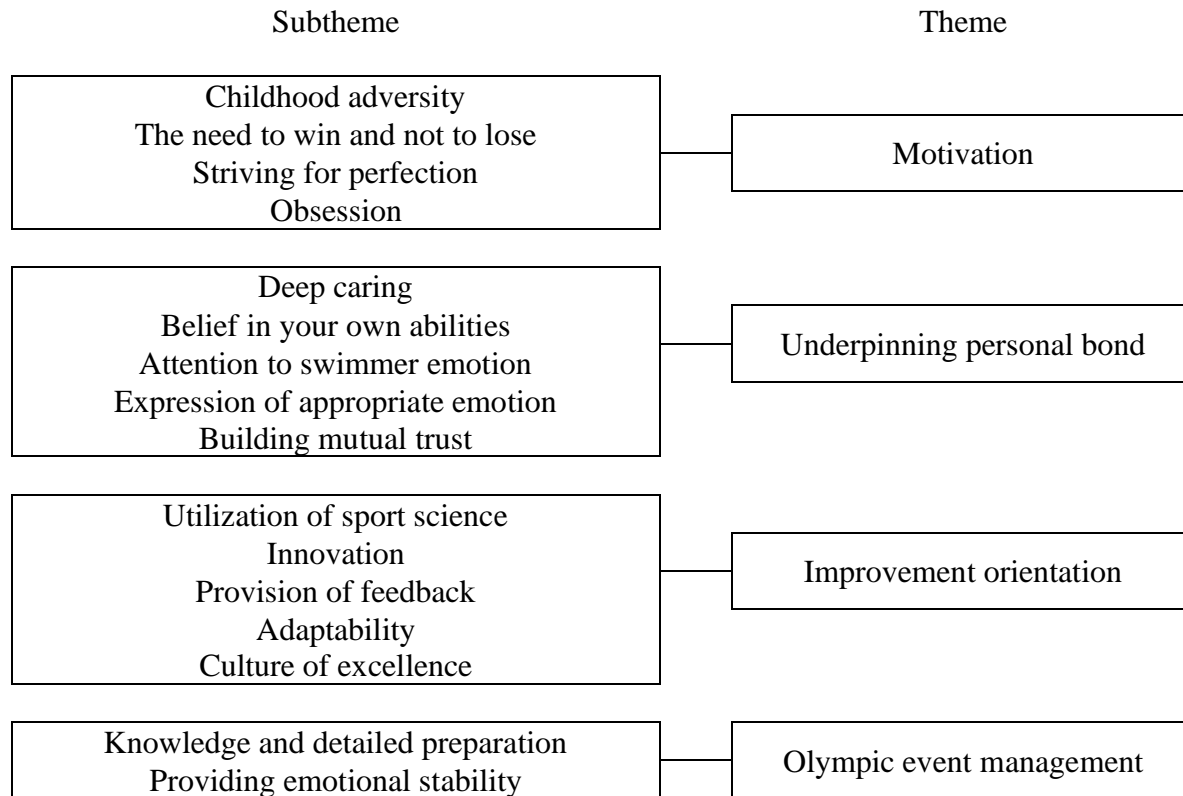 Subtheme
Theme
Childhood adversity
The need to win and not to lose
Striving for perfection
Obsession
Motivation
Deep caring
Belief in your own abilities
Attention to swimmer emotion
Expression of appropriate emotion
Building mutual trust
Underpinning personal bond
Utilization of sport science
Innovation
Provision of feedback
Adaptability
Culture of excellence
Improvement orientation
Knowledge and detailed preparation
Providing emotional stability
Olympic event management